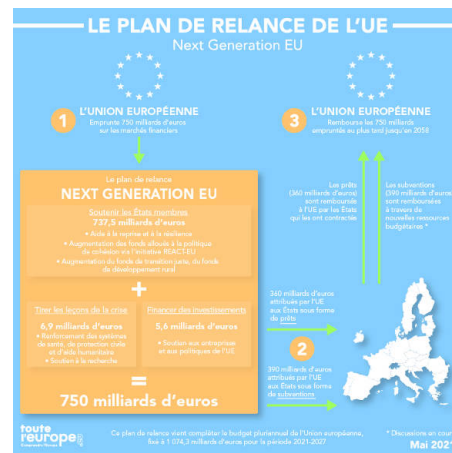 LE PLAN DE RELANCE DE L'UE
Next Generation EU
1
L'UNION EUROPÉENNE
Emprunte 750 milliards d'euros
sur les marchés financiers
3
L'UNION EUROPÉENNE
Rembourse les 750 milliards
empruntés au plus tard jusqu'en 2058
Le plan de relance
NEXT GENERATION EU
Soutenir les États membres
737,5 milliards d'euros
• Aide à la reprise et à la résilience
• Augmentation des fonds alloués à la politique
de cohésion via l'initiative REACT-EU
• Augmentation du fonds de transition juste, du fonds
de développement rural
+
Tirer les leçons de la crise
6,9 milliards d'euros
• Renforcement des systèmes
de santé, de protection civile
et d'aide humanitaire
• Soutien à la recherche
Financer des investissements
5,6 milliards d'euros
• Soutien aux entreprises
et aux politiques de l'UE
=
750 milliards d'euros
Les prêts
(360 milliards d'euros)
sont remboursés
à l'UE par les États
qui les ont contractés
Les subventions
(390 milliards d'euros)
sont remboursées
à travers de
nouvelles ressources
budgétaires *
360 milliards d'euros
attribués par l'UE
aux États sous forme
de prêts
2
390 milliards d'euros
attribués par l'UE
aux États sous forme
de subventions
toute
l'europe
Ce plan de relance vient compléter le budget pluriannuel de l'Union européenne,
fixé à 1 074,3 milliards d'euros pour la période 2021-2027
* Discussions en cours
Mai 2021